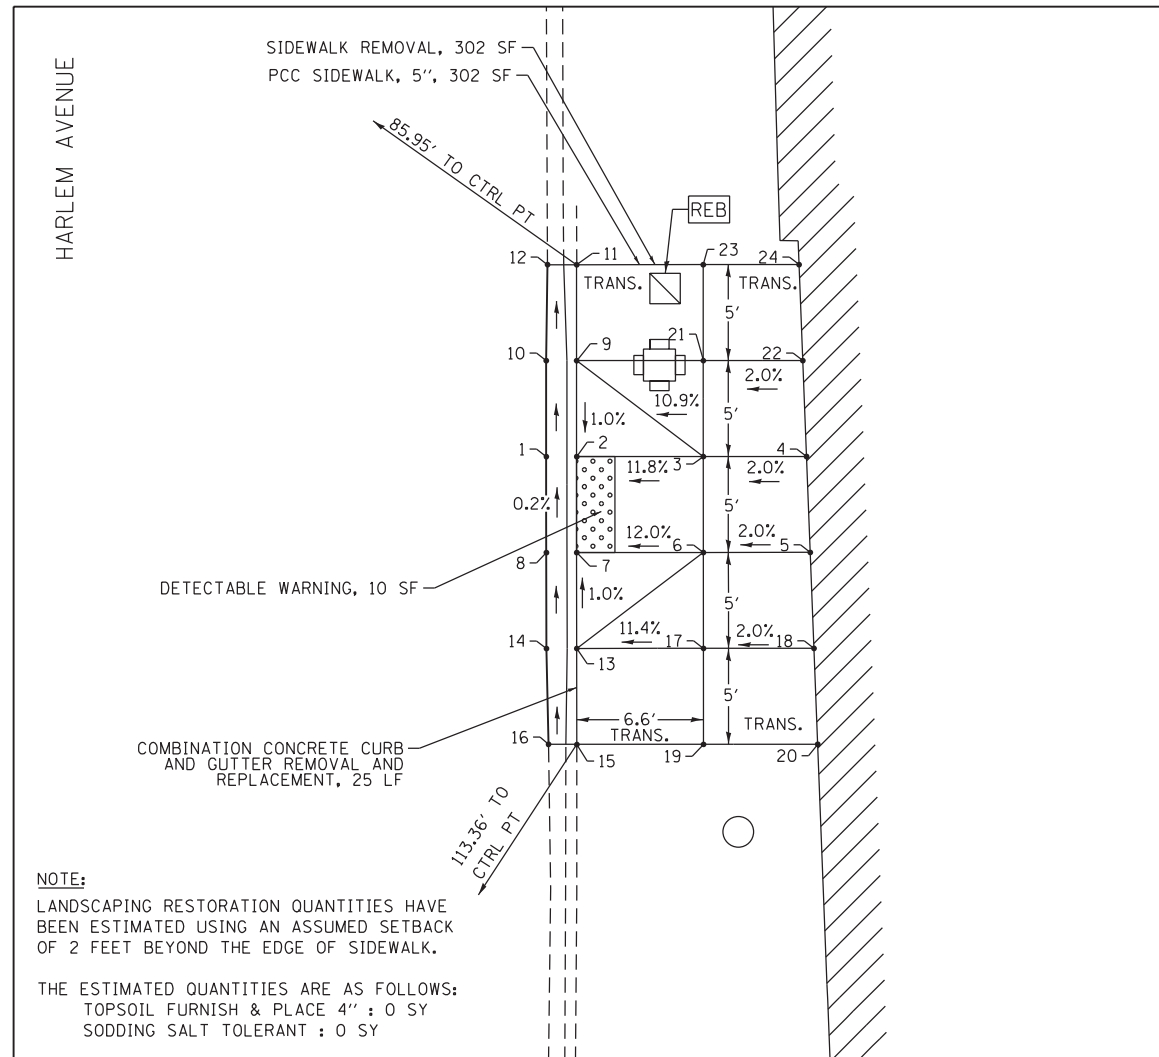 HARLEM AVENUE
SIDEWALK REMOVAL, 302 SF
PCC SIDEWALK, 5'', 302 SF
85.95' TO CTRL PT
REB
12
11
23
24
TRANS.
TRANS.
5'
10
9
21
22
2.0%
10.9%
5'
1.0%
1
2
3
4
11.8%
2.0%
0.2%
5'
12.0%
2.0%
8
7
6
5
DETECTABLE WARNING, 10 SF
1.0%
5'
11.4%
2.0%
14
13
17
18
5'
6.6'
TRANS.
TRANS.
COMBINATION CONCRETE CURB
AND GUTTER REMOVAL AND
REPLACEMENT, 25 LF
16
15
19
20
113.36' TO
CTRL PT
NOTE:
LANDSCAPING RESTORATION QUANTITIES HAVE
BEEN ESTIMATED USING AN ASSUMED SETBACK
OF 2 FEET BEYOND THE EDGE OF SIDEWALK.
THE ESTIMATED QUANTITIES ARE AS FOLLOWS:
TOPSOIL FURNISH & PLACE 4'' : 0 SY
SODDING SALT TOLERANT : 0 SY